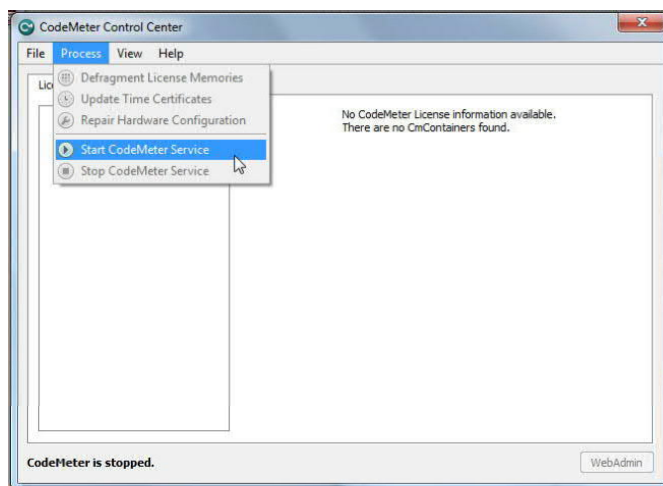 CodeMeter Control Center
File Process View Help
Lic
Defragment License Memories
Update Time Certificates
Repair Hardware Configuration
Start CodeMeter Service
Stop CodeMeter Service
No CodeMeter License information available.
There are no CmContainers found.
CodeMeter is stopped.
WebAdmin